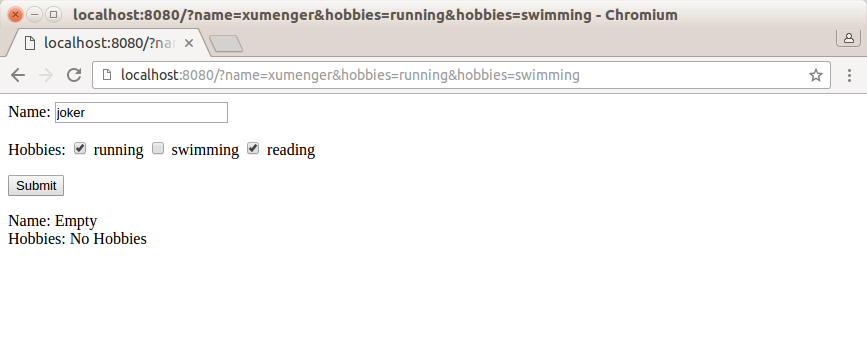 localhost:8080/?name=xumenger&hobbies=running&hobbies=swimming - Chromium
localhost:8080/?na
localhost:8080/?name=xumenger&hobbies=running&hobbies=swimming
Name: joker
Hobbies: running swimming reading
Submit
Name: Empty
Hobbies: No Hobbies